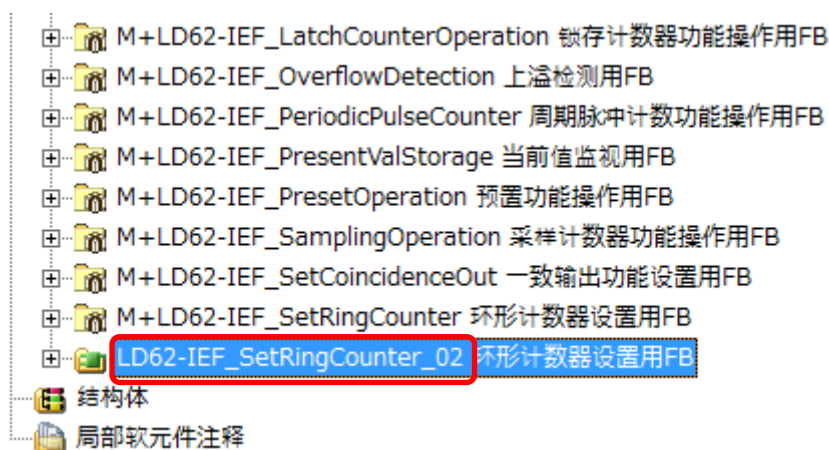 M+LD62-IEF_LatchCounterOperation 锁存计数器功能操作用FB
M+LD62-IEF_OverflowDetection 上溢检测用FB
M+LD62-IEF_PeriodicPulseCounter 周期脉冲计数功能操作用FB
M+LD62-IEF_PresentValStorage 当前值监视用FB
M+LD62-IEF_PresetOperation 预置功能操作用FB
M+LD62-IEF_SamplingOperation 采样计数器功能操作用FB
M+LD62-IEF_SetCoincidenceOut 一致输出功能设置用FB
M+LD62-IEF_SetRingCounter 环形计数器设置用FB
LD62-IEF_SetRingCounter_02 环形计数器设置用FB
结构体
局部软元件注释